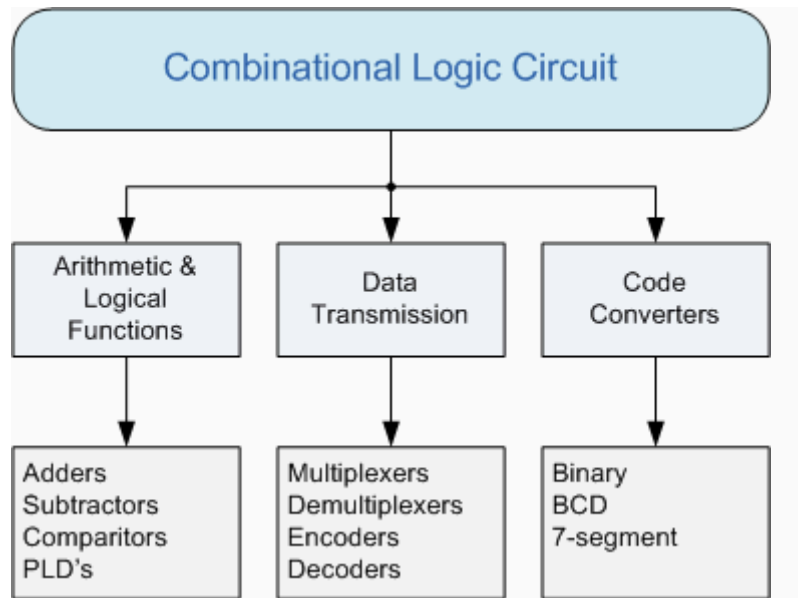 Combinational Logic Circuit
Arithmetic &
Logical
Functions
Data
Transmission
Code
Converters
Adders
Subtractors
Comparitors
PLD's
Multiplexers
Demultiplexers
Encoders
Decoders
Binary
BCD
7-segment